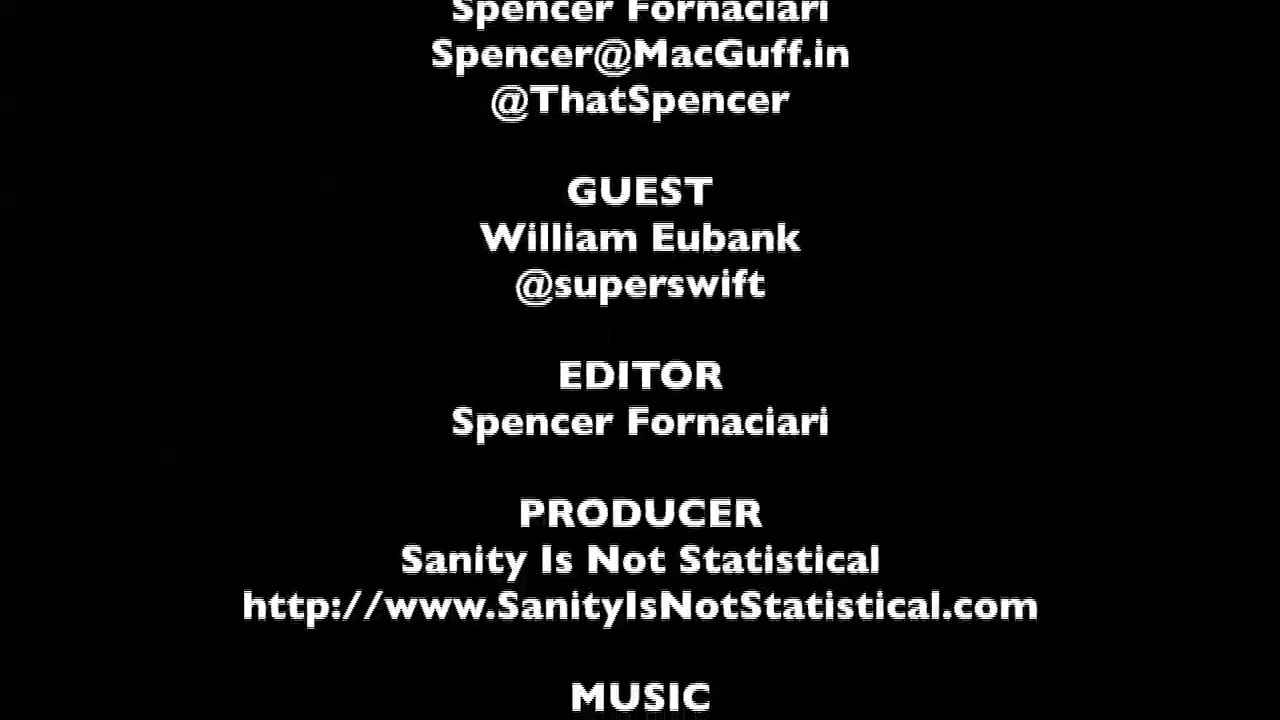 Spencer Fornaciari
Spencer@MacGuff.in
@ThatSpencer
GUEST
William Eubank
@superswift
EDITOR
Spencer Fornaciari
PRODUCER
Sanity Is Not Statistical
http://www.SanityIsNotStatistical.com
MUSIC